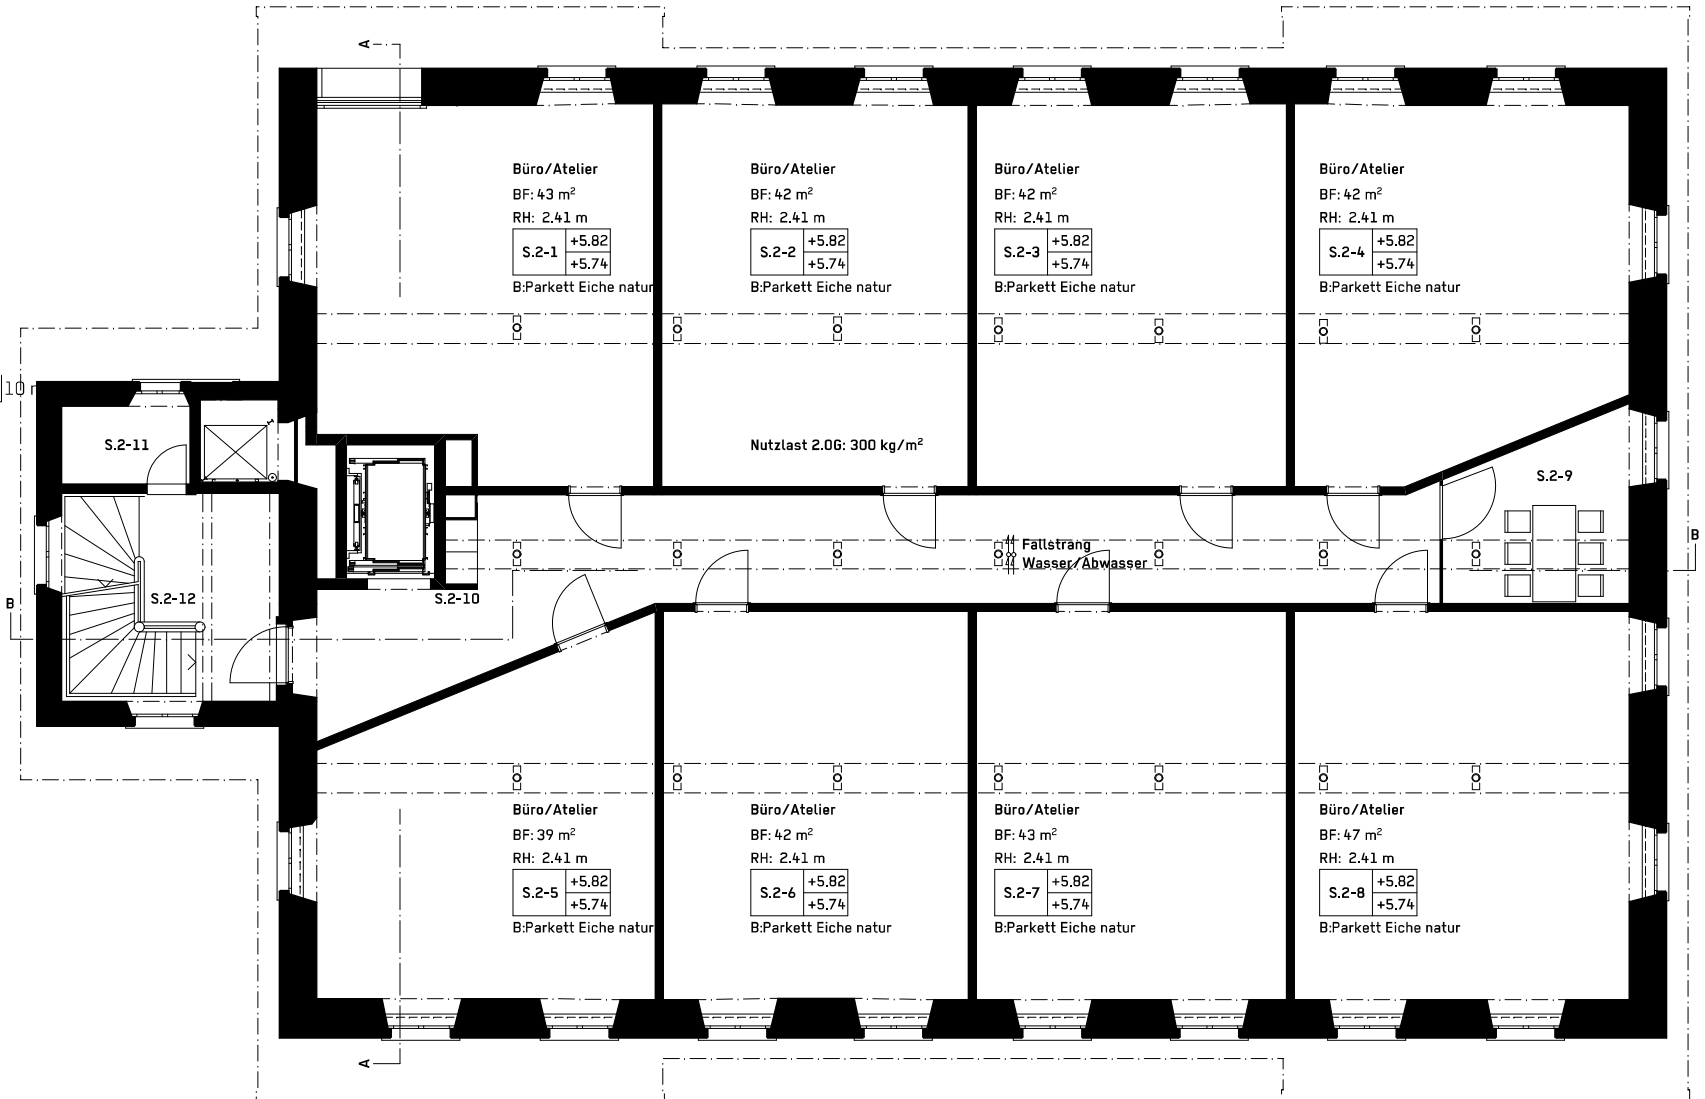 A
Büro/Atelier
BF: 43 m²
RH: 2.41 m
S.2-1
+5.82
+5.74
B:Parkett Eiche natur
Büro/Atelier
BF: 42 m²
RH: 2.41 m
S.2-2
+5.82
+5.74
B:Parkett Eiche natur
Büro/Atelier
BF: 42 m²
RH: 2.41 m
S.2-3
+5.82
+5.74
B:Parkett Eiche natur
Büro/Atelier
BF: 42 m²
RH: 2.41 m
S.2-4
+5.82
+5.74
B:Parkett Eiche natur
10
S.2-11
Nutzlast 2.OG: 300 kg/m²
S.2-9
B
Fallstrang
Wasser/Abwasser
S.2-12
S.2-10
B
Büro/Atelier
BF: 39 m²
RH: 2.41 m
S.2-5
+5.82
+5.74
B:Parkett Eiche natur
Büro/Atelier
BF: 42 m²
RH: 2.41 m
S.2-6
+5.82
+5.74
B:Parkett Eiche natur
Büro/Atelier
BF: 43 m²
RH: 2.41 m
S.2-7
+5.82
+5.74
B:Parkett Eiche natur
Büro/Atelier
BF: 47 m²
RH: 2.41 m
S.2-8
+5.82
+5.74
B:Parkett Eiche natur
A